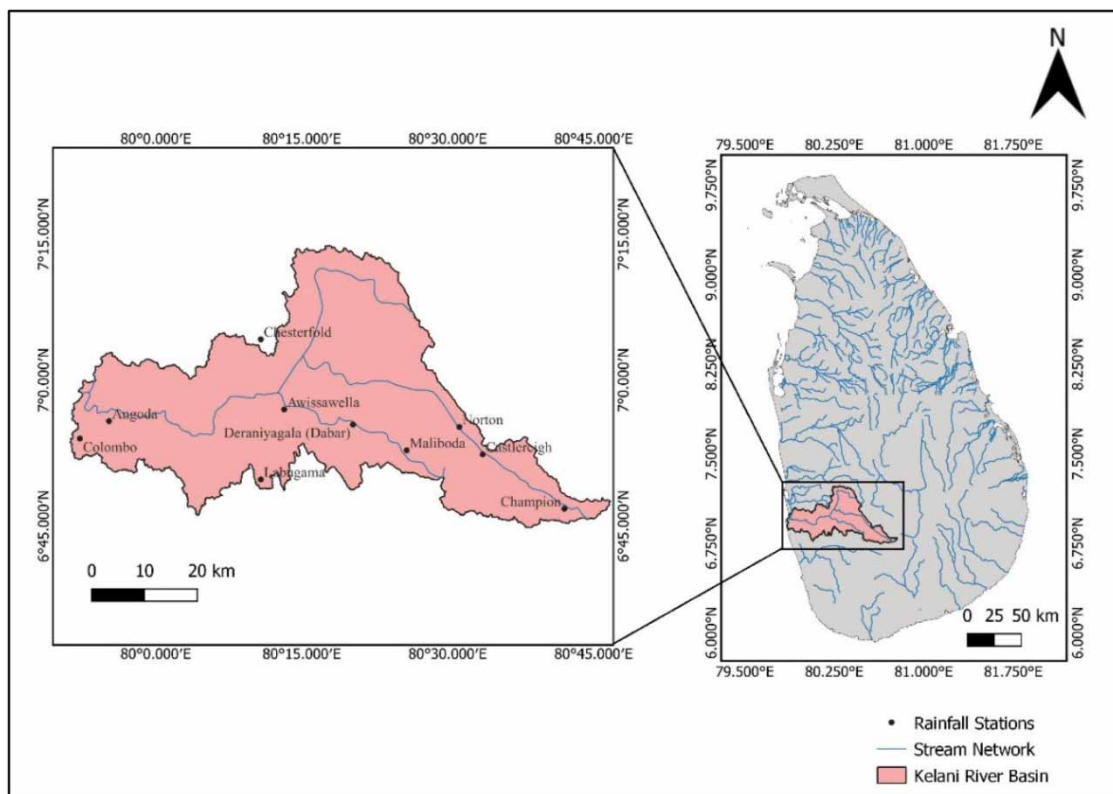 N
80°0.000'E 80°15.000'E 80°30.000'E 80°45.000'E
79.500°E 80.250°E 81.000°E 81.750°E
7°15.000'N 7°0.000'N 6°45.000'N
7°15.000'N 7°0.000'N 6°45.000'N
9.750°N 9.000°N 8.250°N 7.500°N 6.750°N 6.000°N
9.750°N 9.000°N 8.250°N 7.500°N 6.750°N 6.000°N
Chesterfold
Awissawella
Angoda
Deraniyagala (Dabar)
Norton
Colombo
Maliboda
Castlereigh
Labugama
Champion
0 10 20 km
0 25 50 km
80°0.000'E 80°15.000'E 80°30.000'E 80°45.000'E
79.500°E 80.250°E 81.000°E 81.750°E
Rainfall Stations
Stream Network
Kelani River Basin